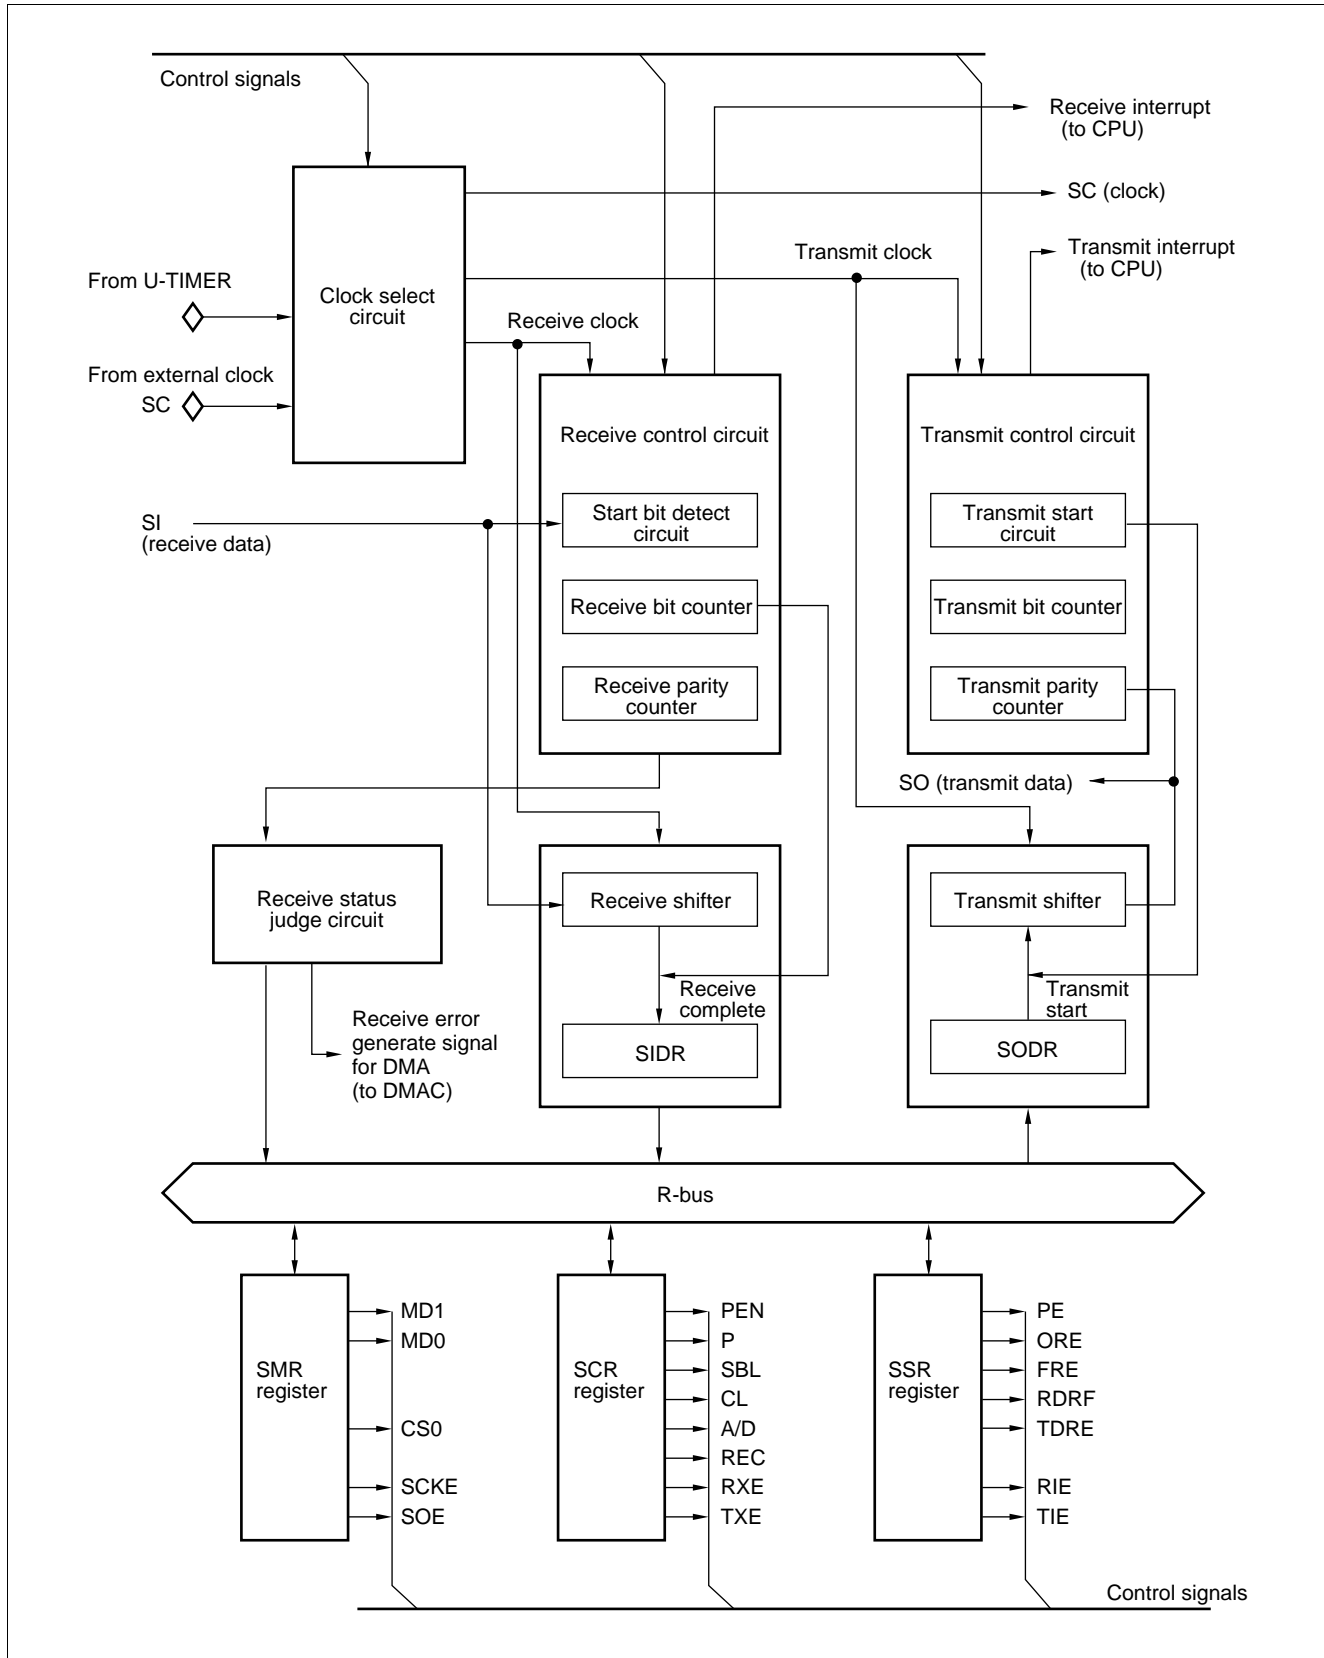 Control signals
Receive interrupt
(to CPU)
SC (clock)
Transmit clock
Transmit interrupt
(to CPU)
From U-TIMER
Clock select
circuit
Receive clock
From external clock
SC
Receive control circuit
Transmit control circuit
SI
(receive data)
Start bit detect
circuit
Transmit start
circuit
Receive bit counter
Transmit bit counter
Receive parity
counter
Transmit parity
counter
SO (transmit data)
Receive status
judge circuit
Receive shifter
Transmit shifter
Receive
complete
Transmit
start
Receive error
generate signal
for DMA
(to DMAC)
SIDR
SODR
R-bus
SMR
register
MD1
MD0
CS0
SCKE
SOE
SCR
register
PEN
P
SBL
CL
A/D
REC
RXE
TXE
SSR
register
PE
ORE
FRE
RDRF
TDRE
RIE
TIE
Control signals